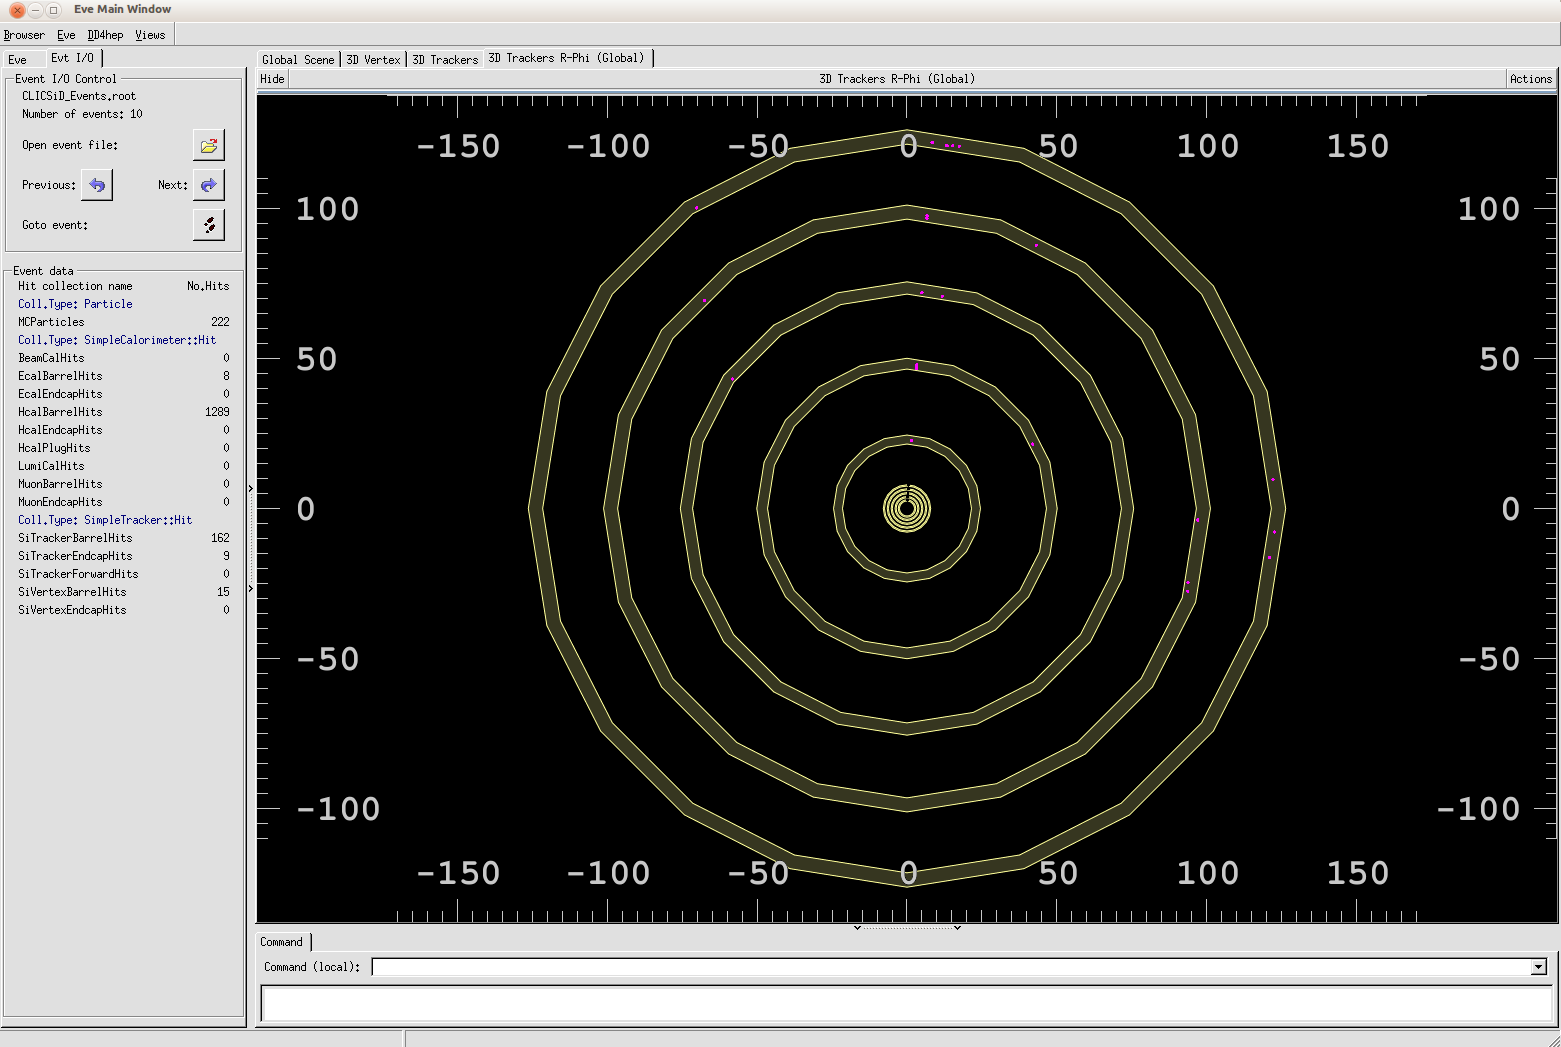 Eve Main Window
Browser Eve DD4hep Views
Eve Evt I/O
Event I/O Control
CLICSiD_Events.root
Number of events: 10
Open event file:
Previous: Next:
Goto event:
Event data
Hit collection name No.Hits
Coll.Type: Particle
MCParticles 222
Coll.Type: SimpleCalorimeter::Hit
BeamCalHits 0
EcalBarrelHits 8
EcalEndcapHits 0
HcalBarrelHits 1289
HcalEndcapHits 0
HcalPlugHits 0
LumiCalHits 0
MuonBarrelHits 0
MuonEndcapHits 0
Coll.Type: SimpleTracker::Hit
SiTrackerBarrelHits 162
SiTrackerEndcapHits 9
SiTrackerForwardHits 0
SiVertexBarrelHits 15
SiVertexEndcapHits 0
Global Scene 3D Vertex 3D Trackers 3D Trackers R-Phi (Global)
Hide 3D Trackers R-Phi (Global) Actions
-150 -100 -50 0 50 100 150
100 100
50 50
0 0
-50 -50
-100 -100
-150 -100 -50 0 50 100 150
Command
Command (local):